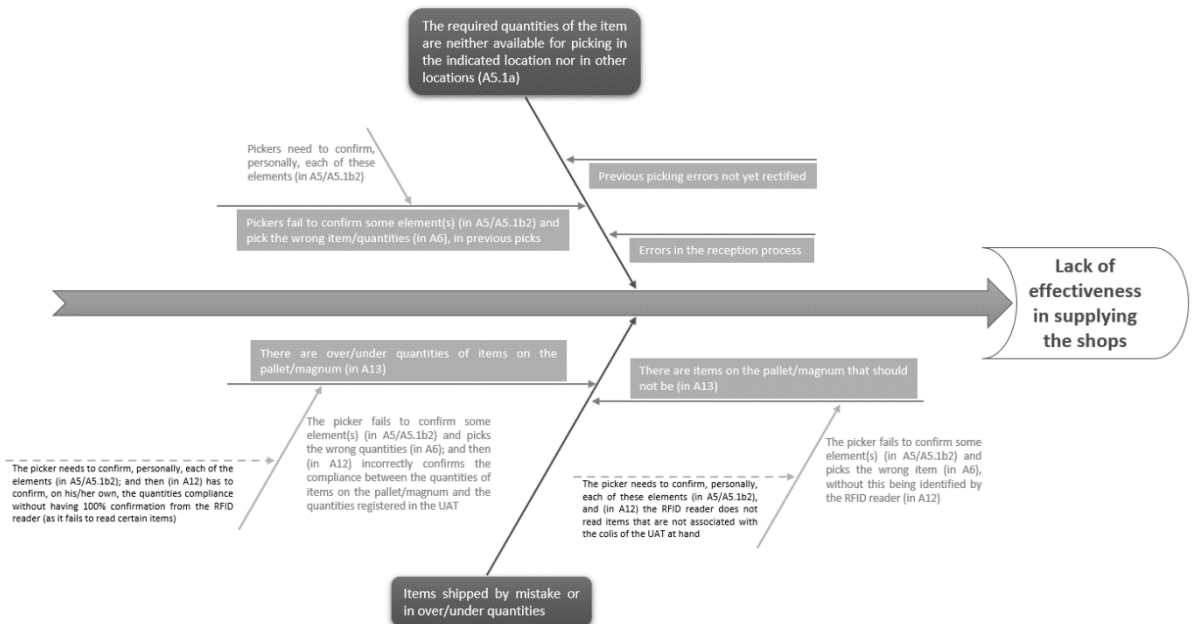 The required quantities of the item
are neither available for picking in
the indicated location nor in other
locations (A5.1a)
Pickers need to confirm,
personally, each of these
elements (in A5/A5.1b2)
Previous picking errors not yet rectified
Pickers fail to confirm some element(s) (in A5/A5.1b2) and
pick the wrong item/quantities (in A6), in previous picks
Errors in the reception process
Lack of
effectiveness
in supplying
the shops
There are over/under quantities of items on the
pallet/magnum (in A13)
There are items on the pallet/magnum that should
not be (in A13)
The picker fails to confirm some
element(s) (in A5/A5.1b2) and picks
the wrong quantities (in A6); and then
(in A12) incorrectly confirms the
compliance between the quantities of
items on the pallet/magnum and the
quantities registered in the UAT
The picker needs to confirm, personally, each of the
elements (in A5/A5.1b2); and then (in A12) has to
confirm, on his/her own, the quantities compliance
without having 100% confirmation from the RFID
reader (as it fails to read certain items)
The picker fails to confirm some
element(s) (in A5/A5.1b2) and
picks the wrong item (in A6),
without this being identified by
the RFID reader (in A12)
The picker needs to confirm, personally,
each of these elements (in A5/A5.1b2),
and (in A12) the RFID reader does not
read items that are not associated with
the colis of the UAT at hand
Items shipped by mistake or
in over/under quantities